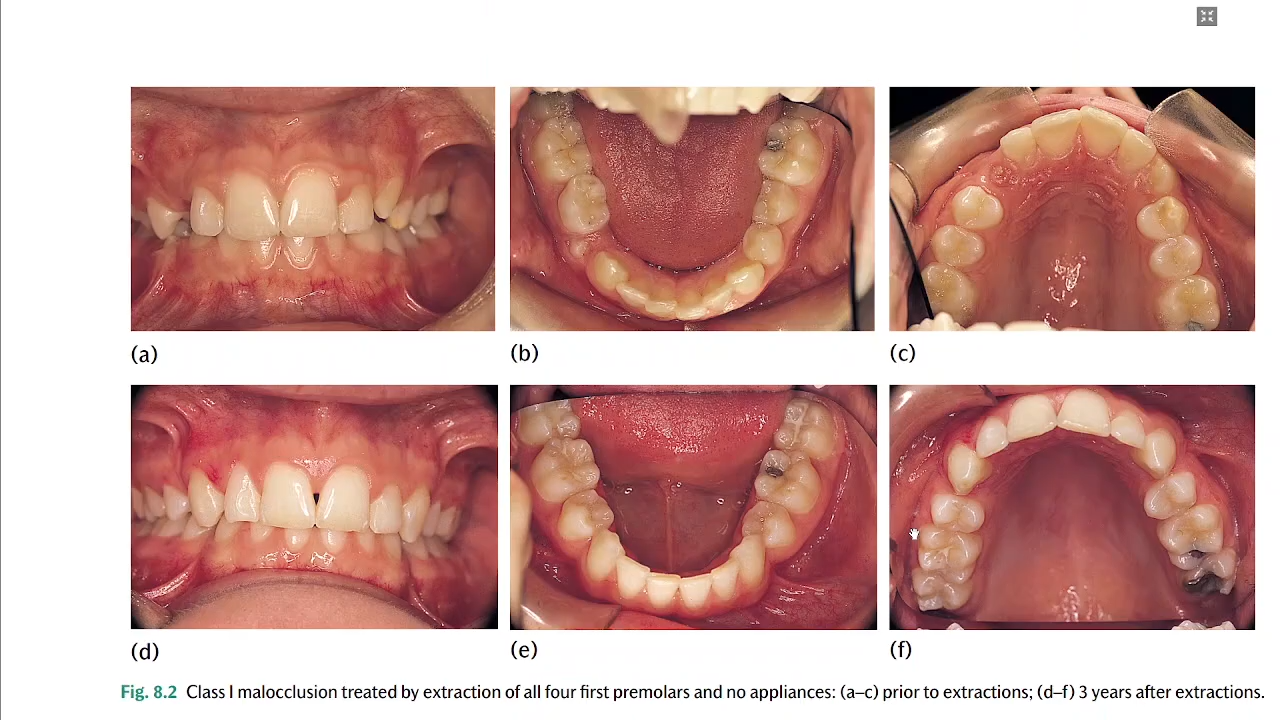 (a)
(b)
(c)
(d)
(e)
(f)
Fig. 8.2 Class I malocclusion treated by extraction of all four first premolars and no appliances: (a–c) prior to extractions; (d–f) 3 years after extractions.